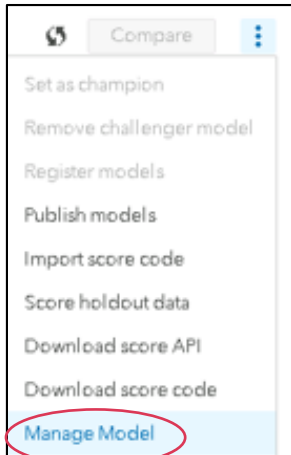 Compare
Set as champion
Remove challenger model
Register models
Publish models
Import score code
Score holdout data
Download score API
Download score code
Manage Model